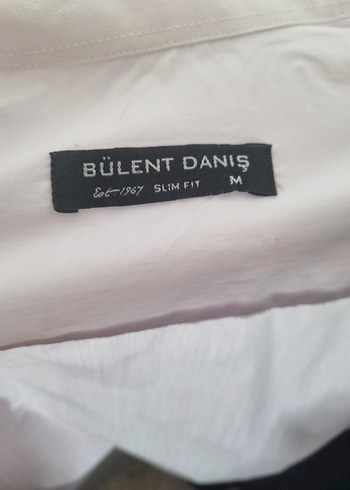 BÜLENT DANIŞ
Est. 1967 SLIM FIT M